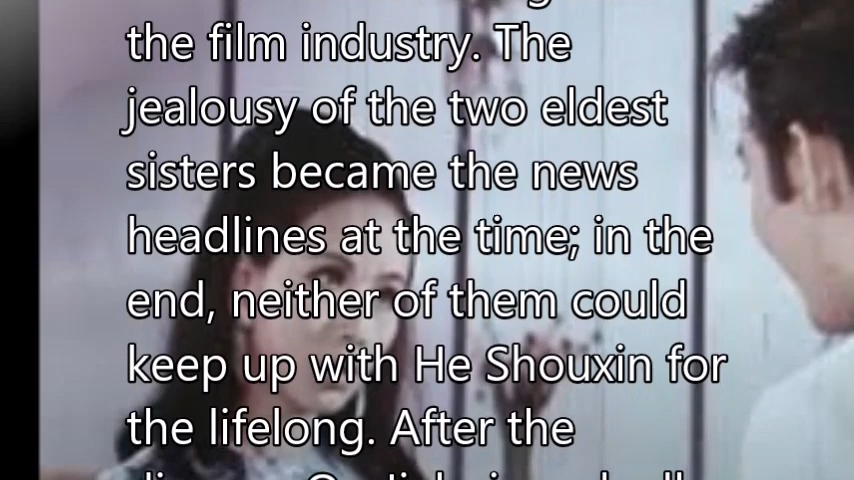 the film industry. The
jealousy of the two eldest
sisters became the news
headlines at the time; in the
end, neither of them could
keep up with He Shouxin for
the lifelong. After the